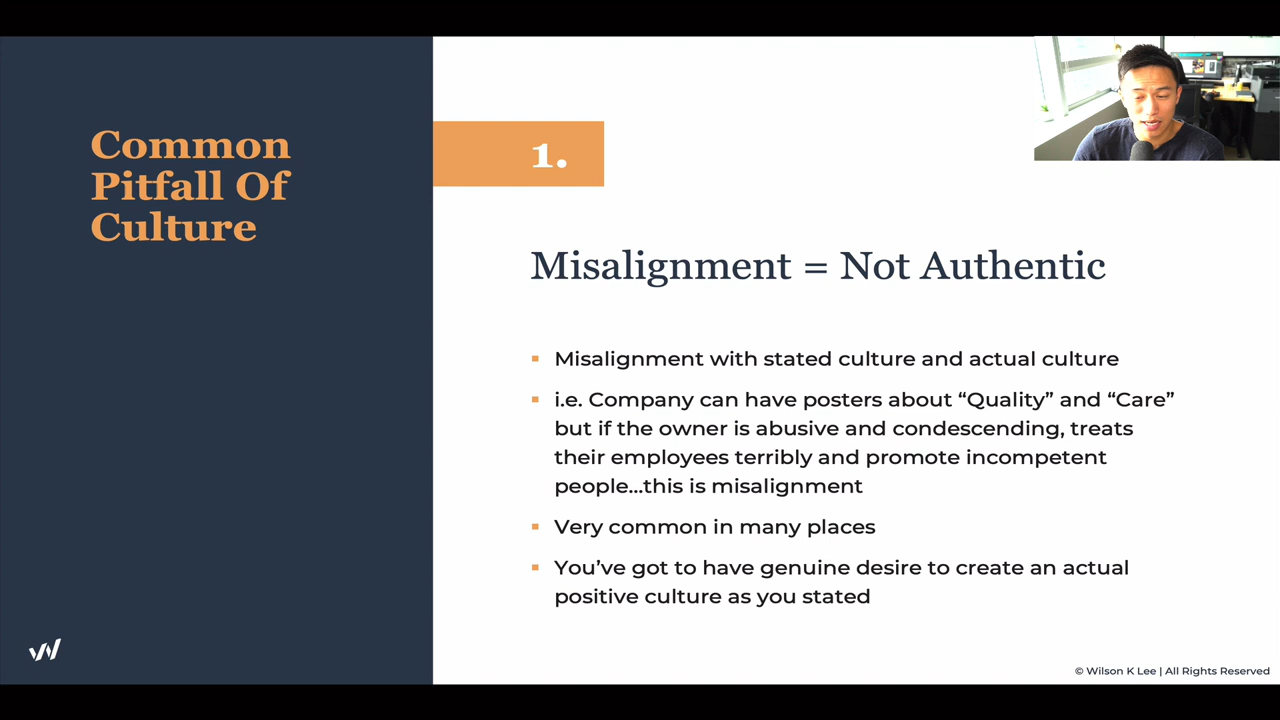 Common
Pitfall Of
Culture
1.
Misalignment = Not Authentic
Misalignment with stated culture and actual culture
i.e. Company can have posters about “Quality” and “Care”
but if the owner is abusive and condescending, treats
their employees terribly and promote incompetent
people...this is misalignment
Very common in many places
You’ve got to have genuine desire to create an actual
positive culture as you stated
© Wilson K Lee | All Rights Reserved